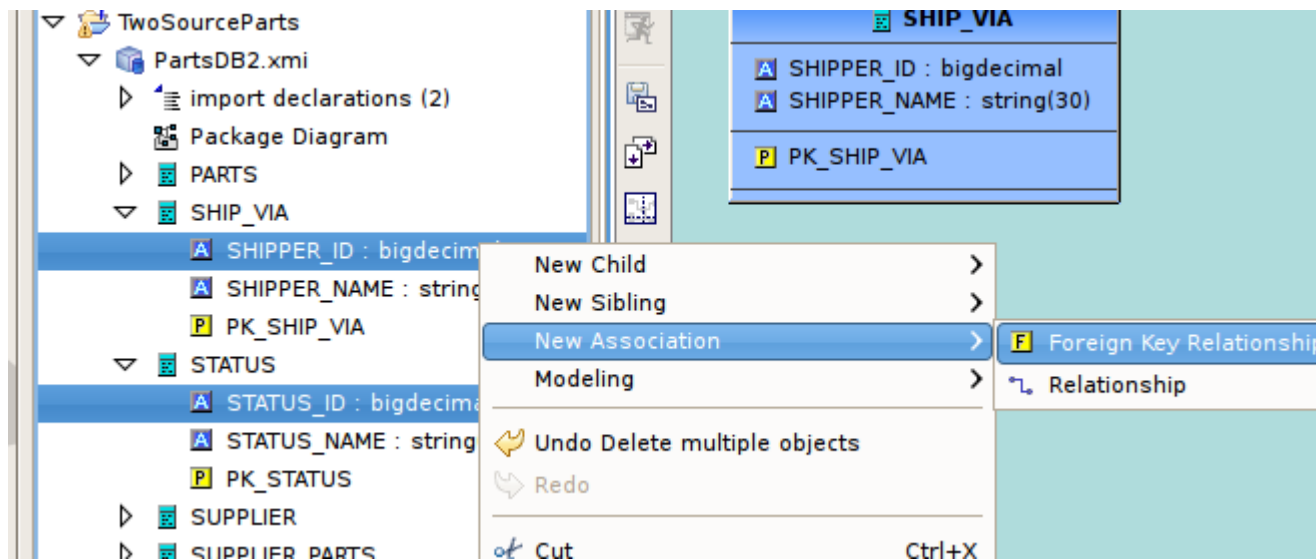 TwoSourceParts
PartsDB2.xmi
import declarations (2)
Package Diagram
PARTS
SHIP_VIA
SHIPPER_ID : bigdecim
SHIPPER_NAME : string
PK_SHIP_VIA
STATUS
STATUS_ID : bigdecima
STATUS_NAME : string
PK_STATUS
SUPPLIER
SUPPLIER_PARTS
SHIP_VIA
SHIPPER_ID : bigdecimal
SHIPPER_NAME : string(30)
PK_SHIP_VIA
New Child
New Sibling
New Association
Modeling
Undo Delete multiple objects
Redo
Cut Ctrl+X
Foreign Key Relationship
Relationship